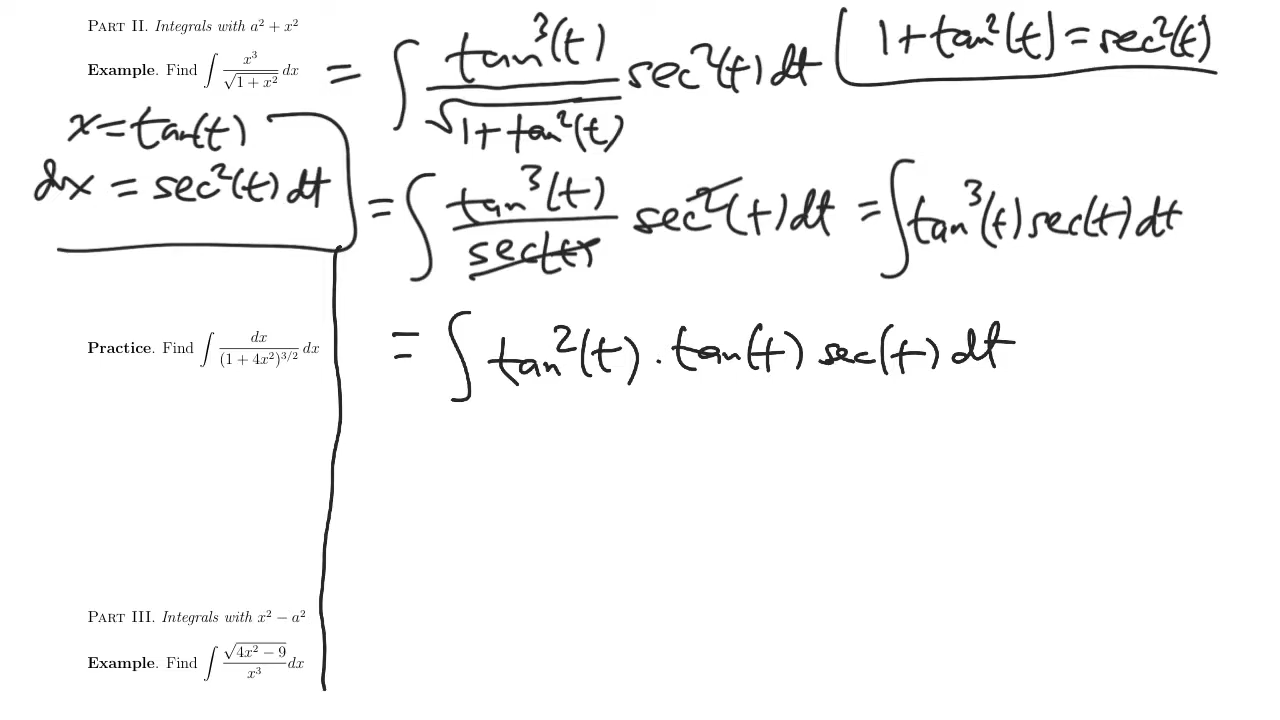 PART II. Integrals with a² + x²
Example. Find ∫ x³/√(1 + x²) dx = ∫ tan³(t)/√(1+tan²(t)) sec²(t) dt
1+tan²(t) = sec²(t)
x = tan(t)
dx = sec²(t) dt
= ∫ tan³(t)/sec(t) sec²(t) dt = ∫ tan³(t) sec(t) dt
= ∫ tan²(t) · tan(t) sec(t) dt
Practice. Find ∫ dx/(1 + 4x²)^(3/2) dx
PART III. Integrals with x² − a²
Example. Find ∫ √(4x² − 9)/x³ dx